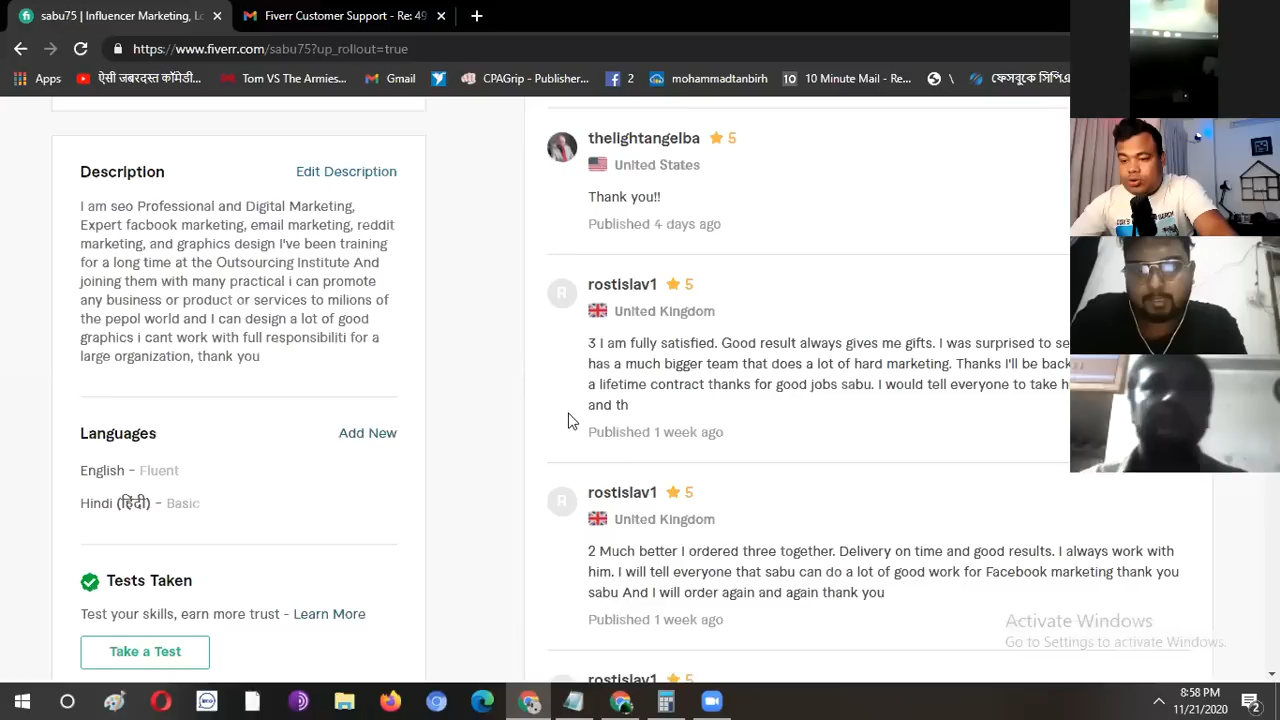 sabu75 | Influencer Marketing, Lo
Fiverr Customer Support - Re: 49
https://www.fiverr.com/sabu75?up_rollout=true
Apps
ऐसी जबरदस्त कॉमेडी...
Tom VS The Armies...
Gmail
CPAGrip - Publisher...
2
mohammadtanbirh
10 10 Minute Mail - Re...
ফেসবুকে সিপি
Description
Edit Description
I am seo Professional and Digital Marketing,
Expert facbook marketing, email marketing, reddit
marketing, and graphics design I've been training
for a long time at the Outsourcing Institute And
joining them with many practical i can promote
any business or product or services to milions of
the pepol world and I can design a lot of good
graphics i cant work with full responsibiliti for a
large organization, thank you
Languages
Add New
English - Fluent
Hindi (हिंदी) - Basic
Tests Taken
Test your skills, earn more trust - Learn More
Take a Test
thelightangelba 5
United States
Thank you!!
Published 4 days ago
R
rostislav1 5
United Kingdom
3 I am fully satisfied. Good result always gives me gifts. I was surprised to se
has a much bigger team that does a lot of hard marketing. Thanks I'll be back
a lifetime contract thanks for good jobs sabu. I would tell everyone to take h
and th
Published 1 week ago
R
rostislav1 5
United Kingdom
2 Much better I ordered three together. Delivery on time and good results. I always work with
him. I will tell everyone that sabu can do a lot of good work for Facebook marketing thank you
sabu And I will order again and again thank you
Published 1 week ago
rostislav1 5
Activate Windows
Go to Settings to activate Windows.
8:58 PM
11/21/2020
2